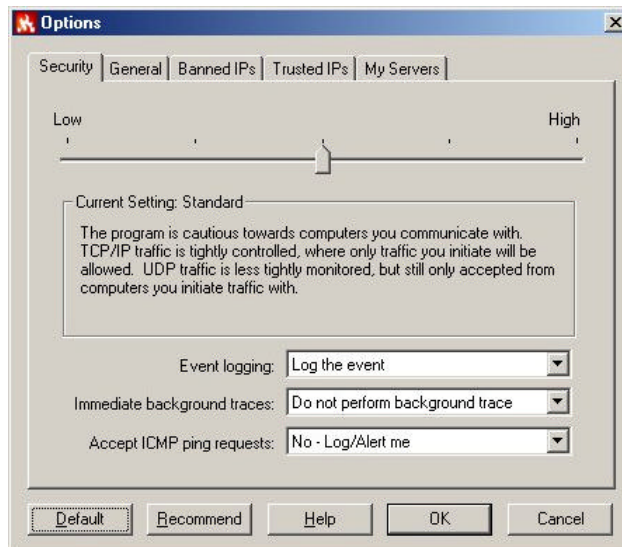 Options
Security General Banned IPs Trusted IPs My Servers
Low High
Current Setting: Standard
The program is cautious towards computers you communicate with.
TCP/IP traffic is tightly controlled, where only traffic you initiate will be
allowed. UDP traffic is less tightly monitored, but still only accepted from
computers you initiate traffic with.
Event logging: Log the event
Immediate background traces: Do not perform background trace
Accept ICMP ping requests: No - Log/Alert me
Default Recommend Help OK Cancel